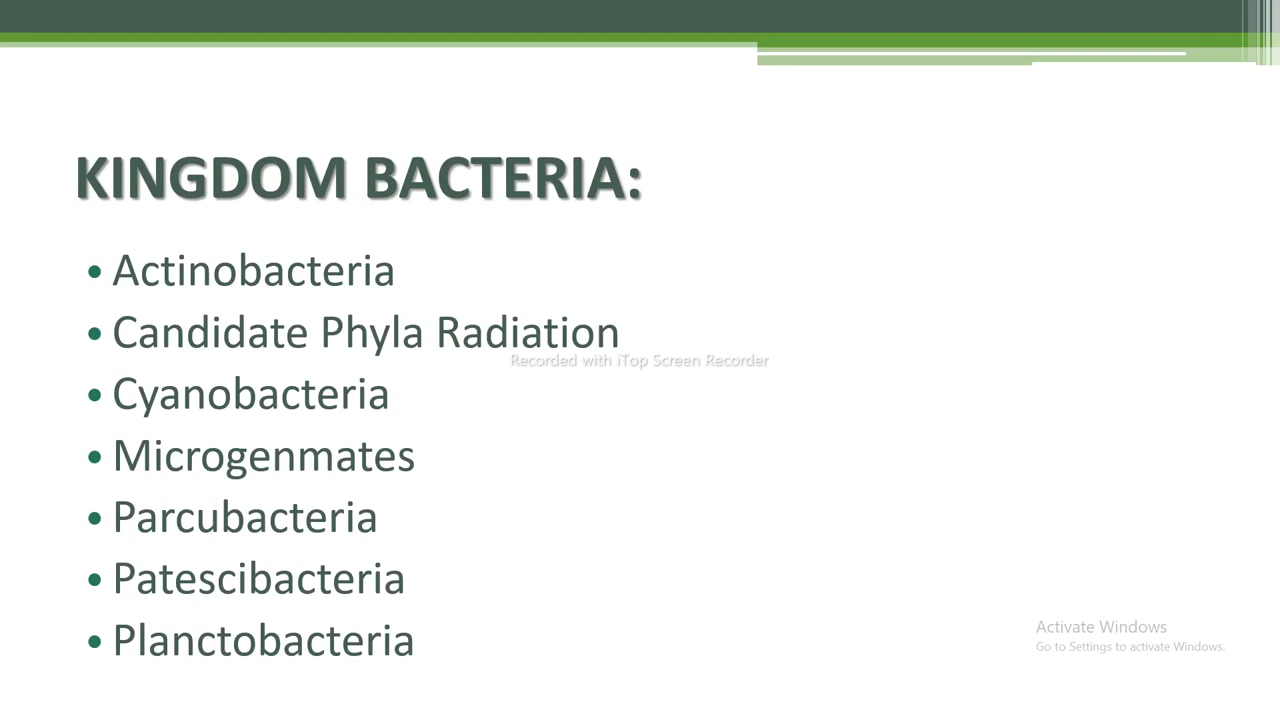 KINGDOM BACTERIA:
• Actinobacteria
• Candidate Phyla Radiation
Recorded with iTop Screen Recorder
• Cyanobacteria
• Microgenmates
• Parcubacteria
• Patescibacteria
• Planctobacteria
Activate Windows
Go to Settings to activate Windows.